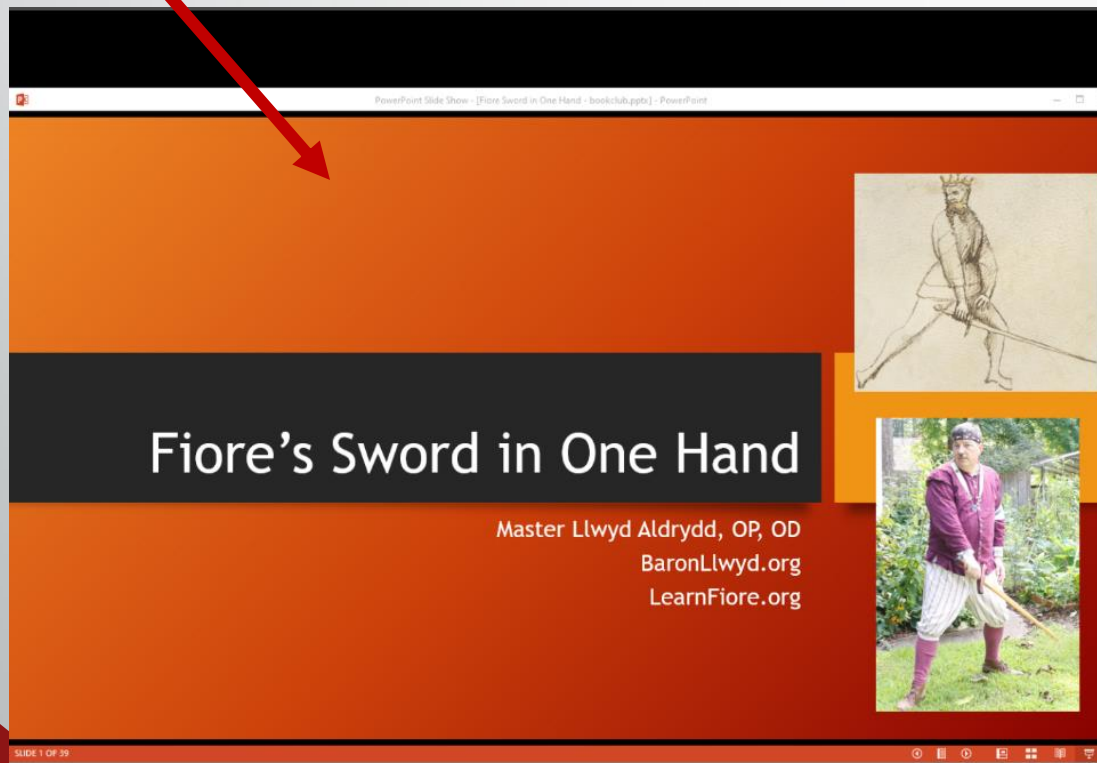 PowerPoint Slide Show - [Fiore Sword in One Hand - bookclub.pptx] - PowerPoint
Fiore's Sword in One Hand
Master Llwyd Aldrydd, OP, OD
BaronLlwyd.org
LearnFiore.org
SLIDE 1 OF 39